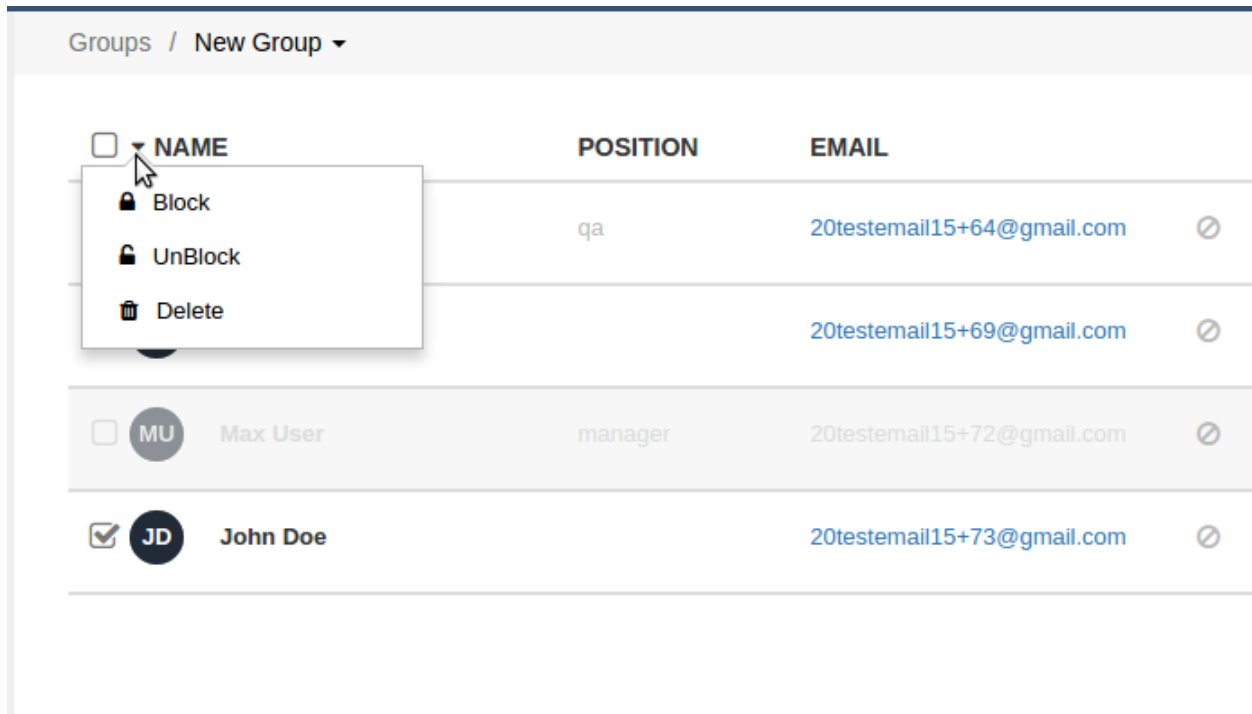 Groups / New Group
NAME POSITION EMAIL
Block
UnBlock
Delete
qa 20testemail15+64@gmail.com
20testemail15+69@gmail.com
MU Max User manager 20testemail15+72@gmail.com
JD John Doe 20testemail15+73@gmail.com